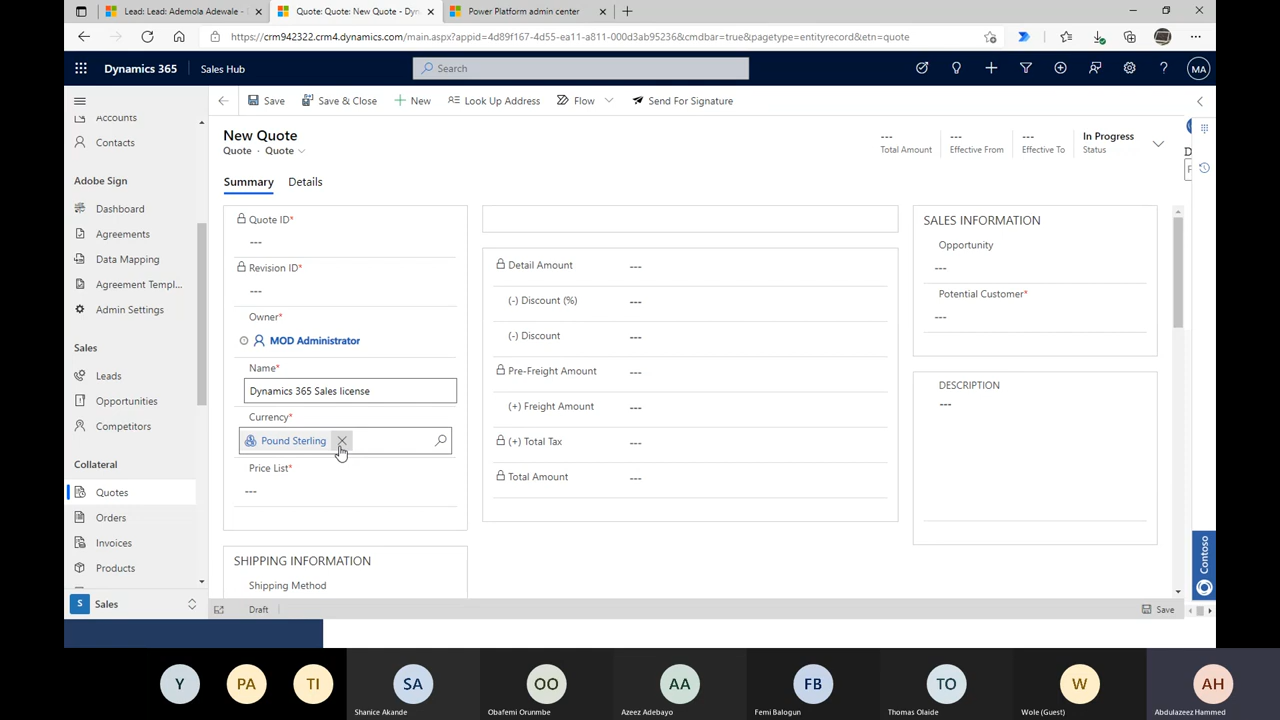 Lead: Lead: Ademola Adewale -
Quote: Quote: New Quote - Dyn
Power Platform admin center
https://crm942322.crm4.dynamics.com/main.aspx?appid=4d89f167-4d55-ea11-a811-000d3ab95236&cmdbar=true&pagetype=entityrecord&etn=quote
Dynamics 365
Sales Hub
Search
MA
Save
Save & Close
New
Look Up Address
Flow
Send For Signature
Accounts
Contacts
Adobe Sign
Dashboard
Agreements
Data Mapping
Agreement Templ...
Admin Settings
Sales
Leads
Opportunities
Competitors
Collateral
Quotes
Orders
Invoices
Products
S Sales
New Quote
Quote · Quote
---
Total Amount
---
Effective From
---
Effective To
In Progress
Status
Summary
Details
Quote ID*
---
Revision ID*
---
Owner*
MOD Administrator
Name*
Dynamics 365 Sales license
Currency*
Pound Sterling
Price List*
---
SHIPPING INFORMATION
Shipping Method
Detail Amount ---
(-) Discount (%) ---
(-) Discount ---
Pre-Freight Amount ---
(+) Freight Amount ---
(+) Total Tax ---
Total Amount ---
SALES INFORMATION
Opportunity
---
Potential Customer*
---
DESCRIPTION
---
D
Contoso
Draft
Save
Y
PA
TI
SA
Shanice Akande
OO
Obafemi Orunmbe
AA
Azeez Adebayo
FB
Femi Balogun
TO
Thomas Olaide
W
Wole (Guest)
AH
Abdulazeez Hammed